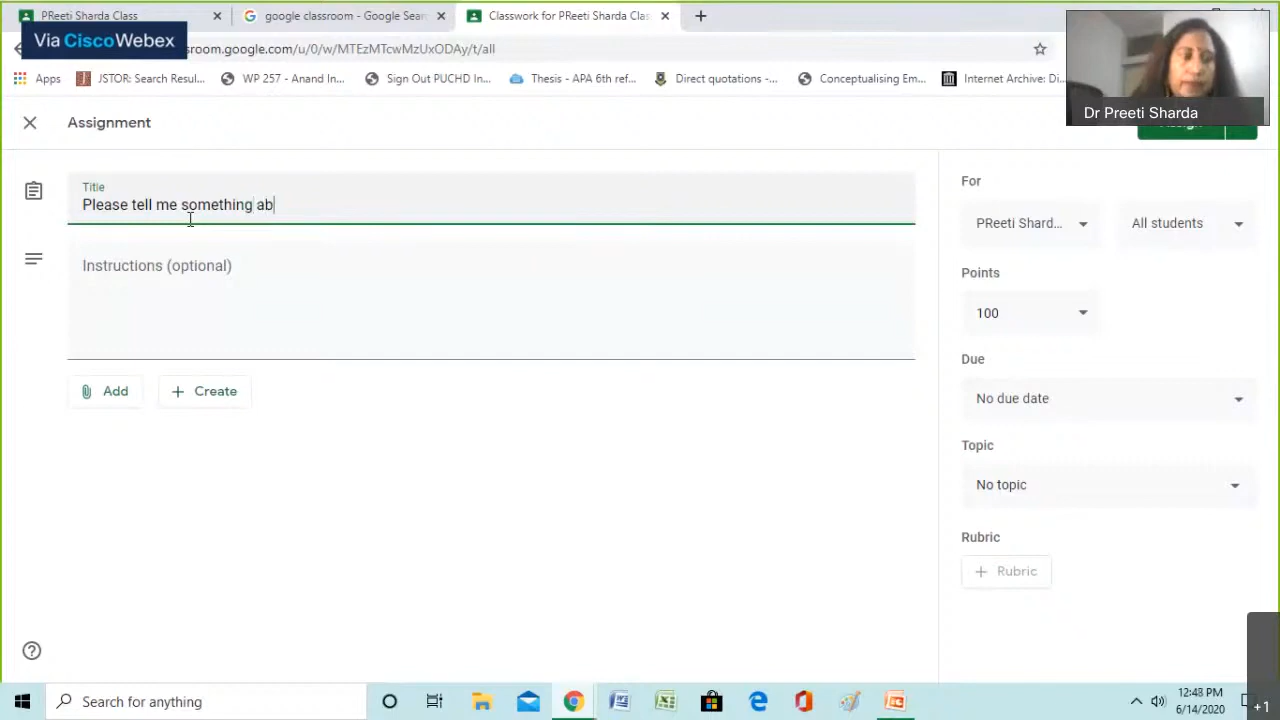 PReeti Sharda Class
google classroom - Google Sear
Classwork for PReeti Sharda Clas
Via CiscoWebex
sroom.google.com/u/0/w/MTEzMTcwMzUxODAy/t/all
Apps
JSTOR: Search Resul...
WP 257 - Anand In...
Sign Out PUCHD In...
Thesis - APA 6th ref...
Direct quotations -...
Conceptualising Em...
Internet Archive: Di...
Dr Preeti Sharda
Assignment
Title
Please tell me something ab
Instructions (optional)
Add
Create
For
PReeti Shard...
All students
Points
100
Due
No due date
Topic
No topic
Rubric
Rubric
Search for anything
12:48 PM
6/14/2020
+1